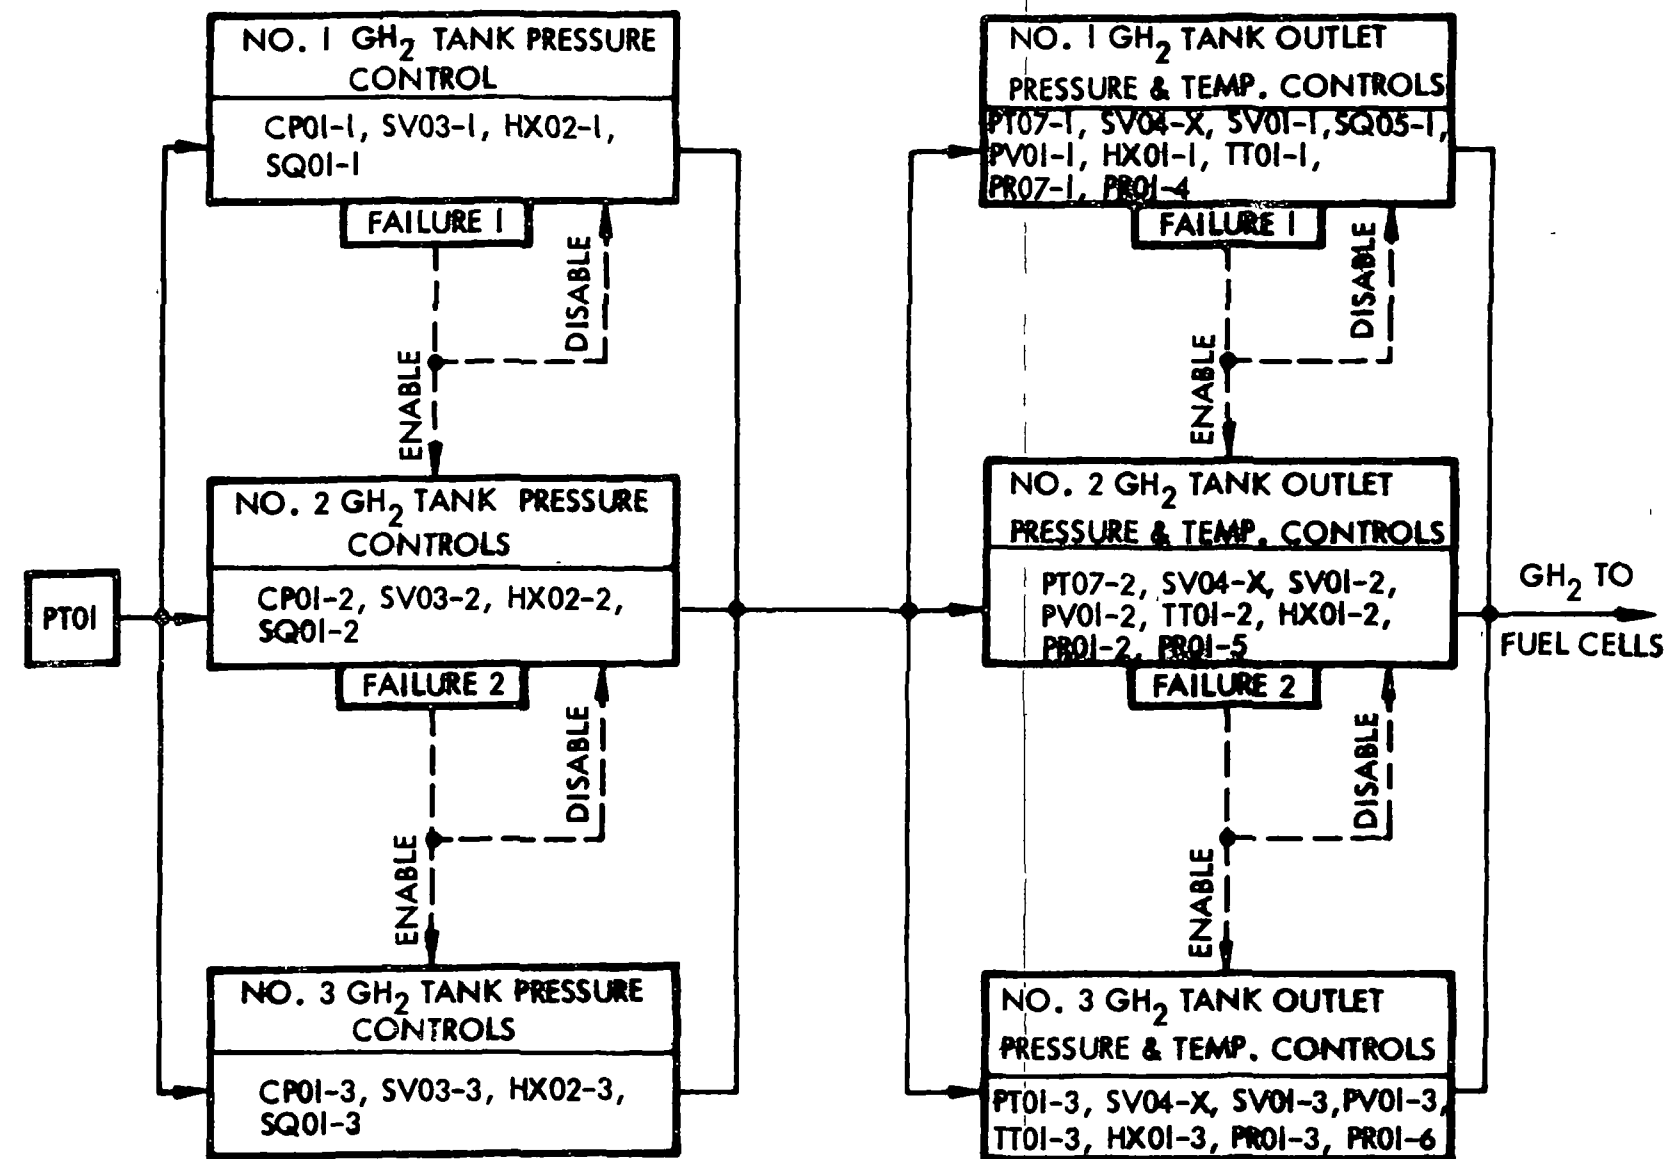 NO. 1 GH2 TANK PRESSURE
CONTROL
CP01-1, SV03-1, HX02-1,
SQ01-1
FAILURE 1
DISABLE
ENABLE
NO. 2 GH2 TANK PRESSURE
CONTROLS
CP01-2, SV03-2, HX02-2,
SQ01-2
FAILURE 2
DISABLE
ENABLE
NO. 3 GH2 TANK PRESSURE
CONTROLS
CP01-3, SV03-3, HX02-3,
SQ01-3
PT01
NO. 1 GH2 TANK OUTLET
PRESSURE & TEMP. CONTROLS
PT07-1, SV04-X, SV01-1, SQ05-1,
PV01-1, HX01-1, TT01-1,
PR07-1, PR01-4
FAILURE 1
DISABLE
ENABLE
NO. 2 GH2 TANK OUTLET
PRESSURE & TEMP. CONTROLS
PT07-2, SV04-X, SV01-2,
PV01-2, TT01-2, HX01-2,
PR01-2, PR01-5
FAILURE 2
DISABLE
ENABLE
NO. 3 GH2 TANK OUTLET
PRESSURE & TEMP. CONTROLS
PT01-3, SV04-X, SV01-3, PV01-3,
TT01-3, HX01-3, PR01-3, PR01-6
GH2 TO
FUEL CELLS